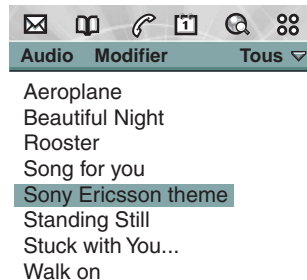 Audio Modifier Tous
Aeroplane
Beautiful Night
Rooster
Song for you
Sony Ericsson theme
Standing Still
Stuck with You...
Walk on